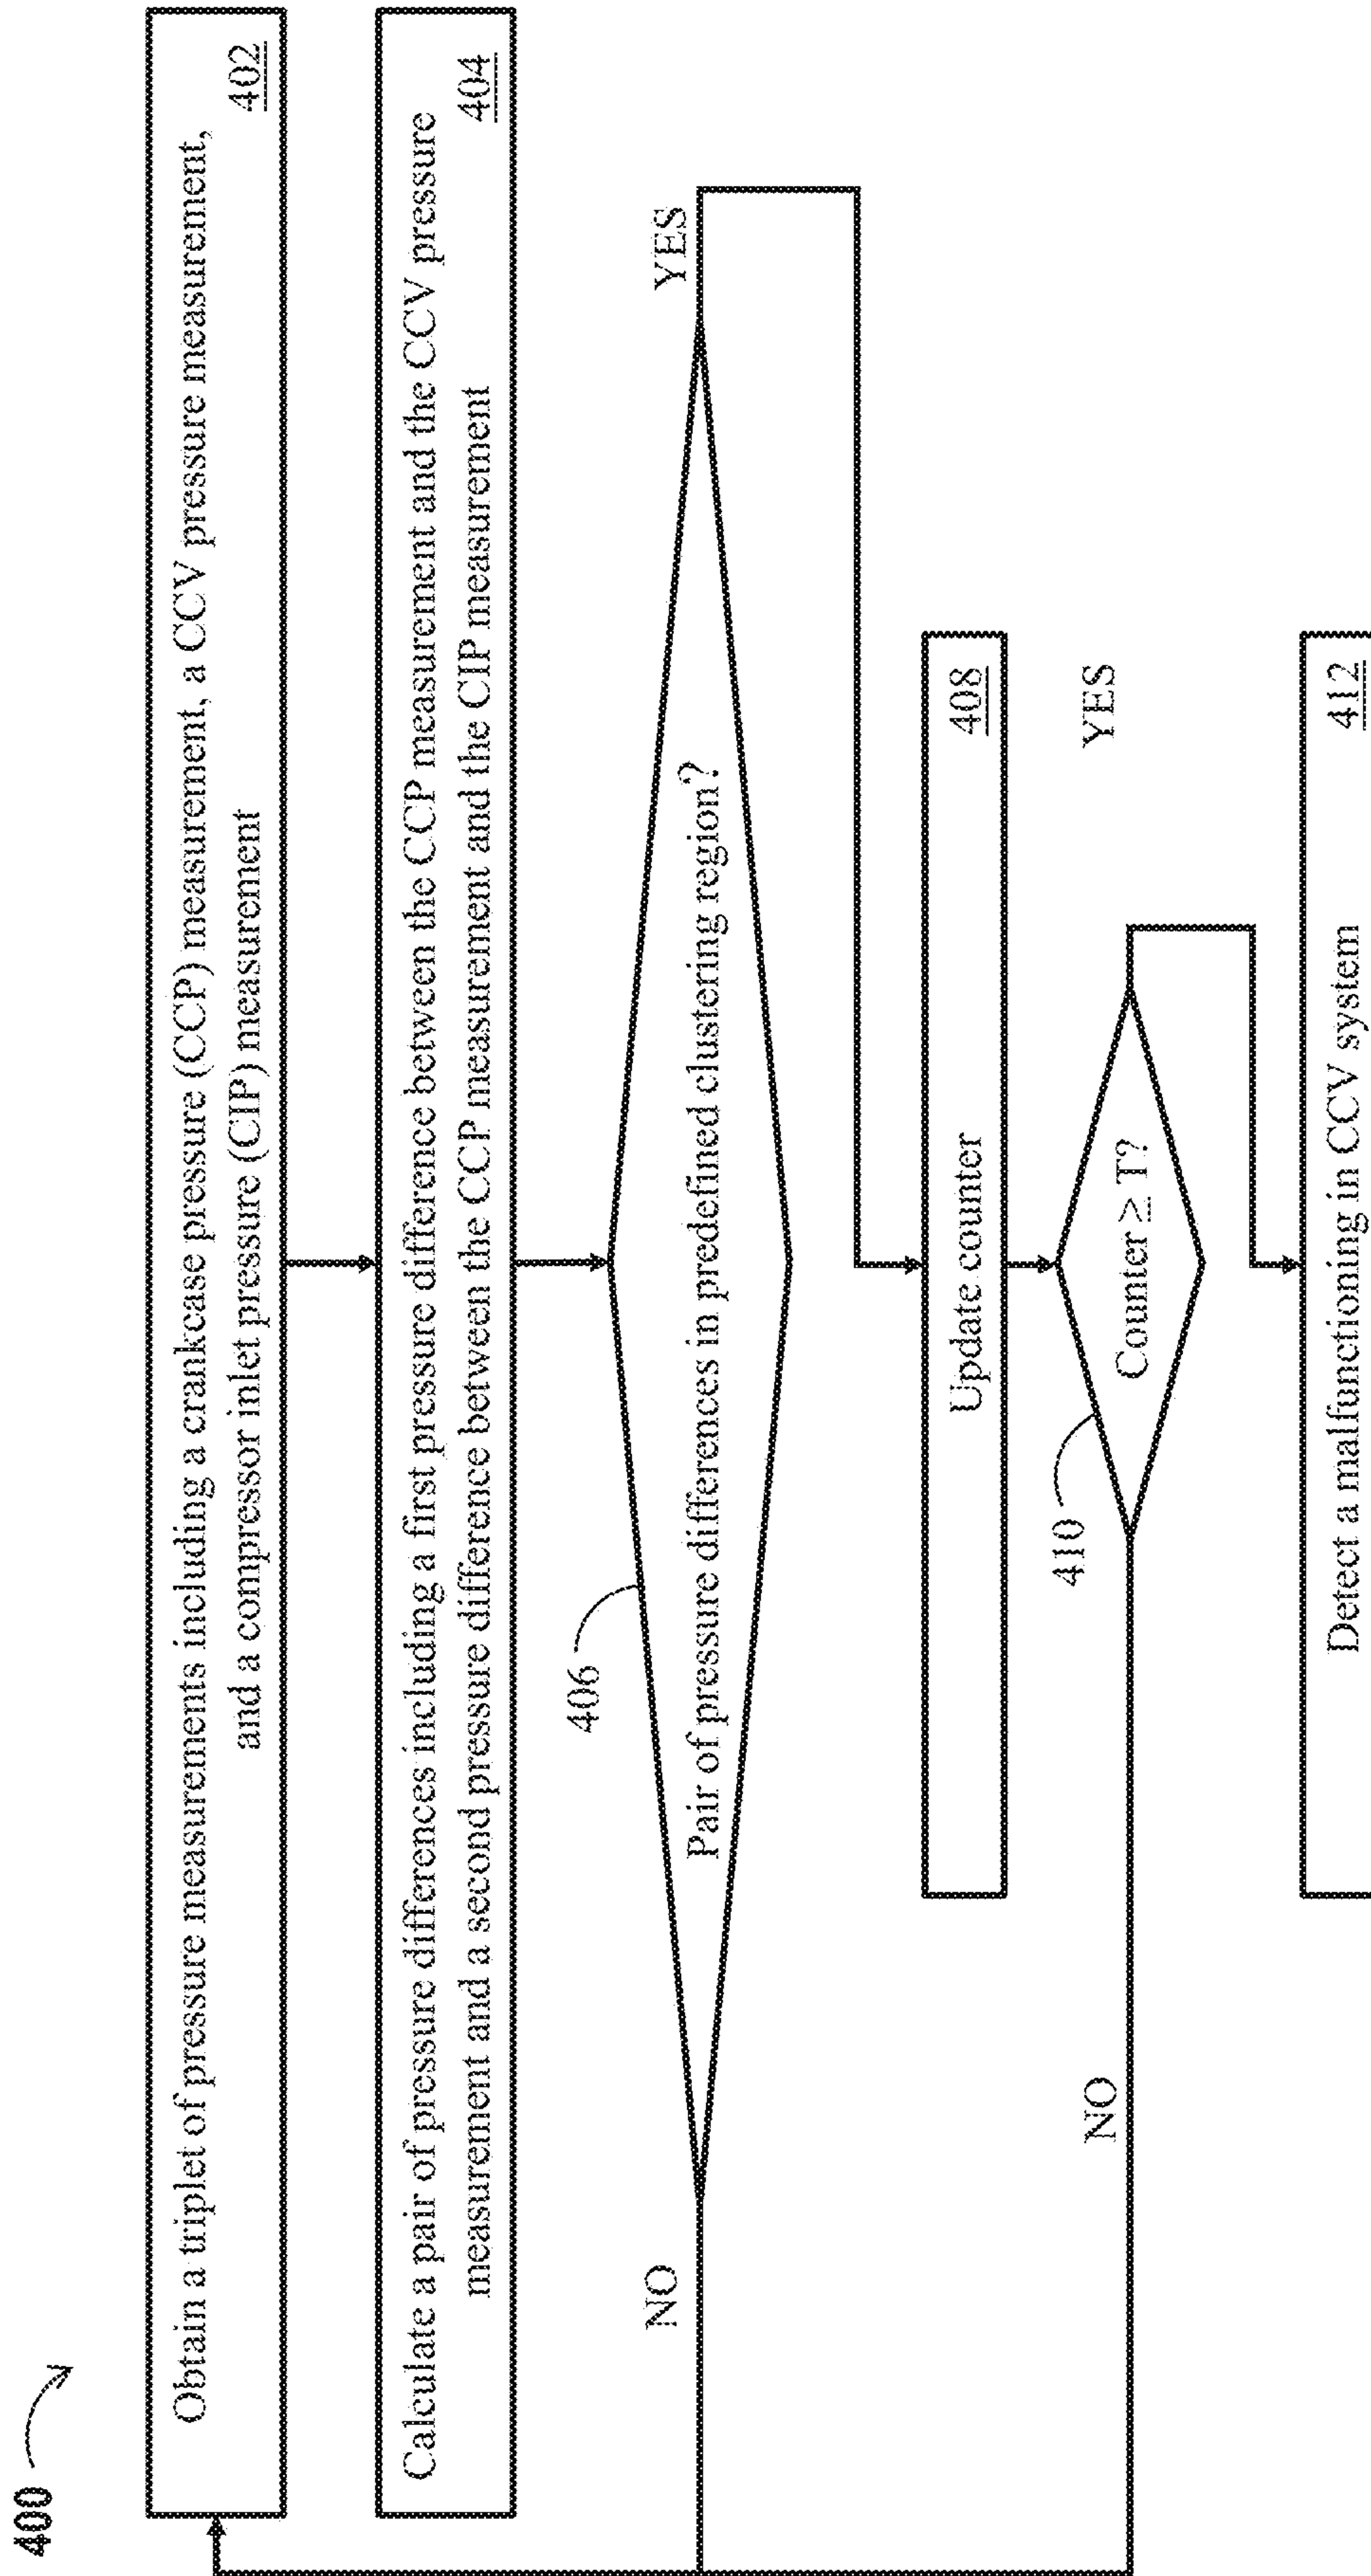 400
Obtain a triplet of pressure measurements including a crankcase pressure (CCP) measurement, a CCV pressure measurement,
and a compressor inlet pressure (CIP) measurement
402
Calculate a pair of pressure differences including a first pressure difference between the CCP measurement and the CCV pressure
measurement and a second pressure difference between the CCP measurement and the CIP measurement
404
406
NO
Pair of pressure differences in predefined clustering region?
YES
Update counter
408
410
NO
Counter ≥ T?
YES
Detect a malfunctioning in CCV system
412